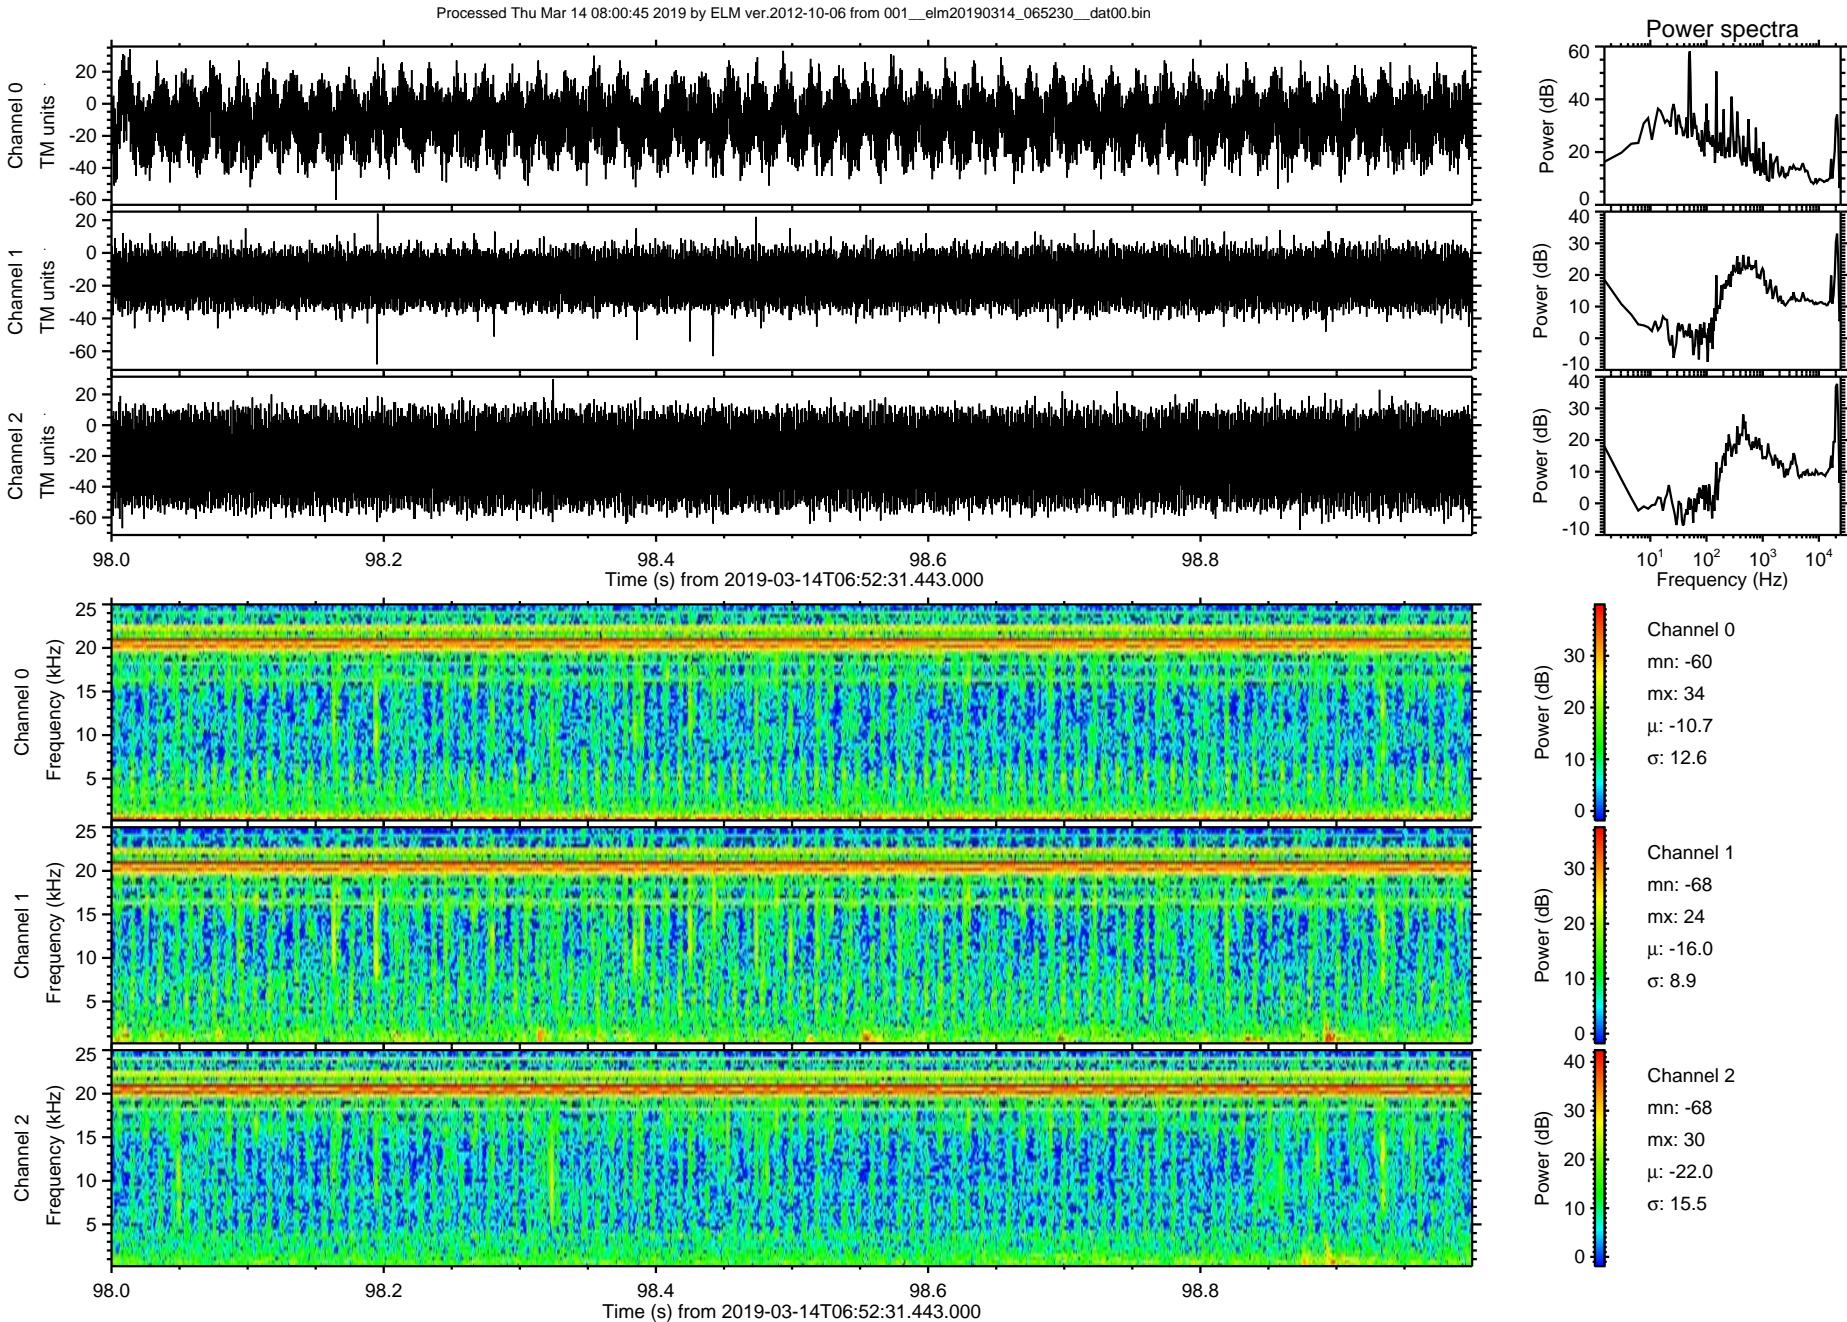 Processed Thu Mar 14 08:00:45 2019 by ELM ver.2012-10-06 from 001__elm20190314_065230__dat00.bin
Power spectra
Channel 0
TM units
20
0
-20
-40
-60
Power (dB)
60
40
20
0
Channel 1
TM units
20
0
-20
-40
-60
Power (dB)
40
30
20
10
0
-10
Channel 2
TM units
20
0
-20
-40
-60
Power (dB)
40
30
20
10
0
-10
98.0 98.2 98.4 98.6 98.8
Time (s) from 2019-03-14T06:52:31.443.000
10^1 10^2 10^3 10^4
Frequency (Hz)
Channel 0
Frequency (kHz)
25
20
15
10
5
Power (dB)
30
20
10
0
Channel 0
mn: -60
mx: 34
μ: -10.7
σ: 12.6
Channel 1
Frequency (kHz)
25
20
15
10
5
Power (dB)
30
20
10
0
Channel 1
mn: -68
mx: 24
μ: -16.0
σ: 8.9
Channel 2
Frequency (kHz)
25
20
15
10
5
Power (dB)
40
30
20
10
0
Channel 2
mn: -68
mx: 30
μ: -22.0
σ: 15.5
98.0 98.2 98.4 98.6 98.8
Time (s) from 2019-03-14T06:52:31.443.000